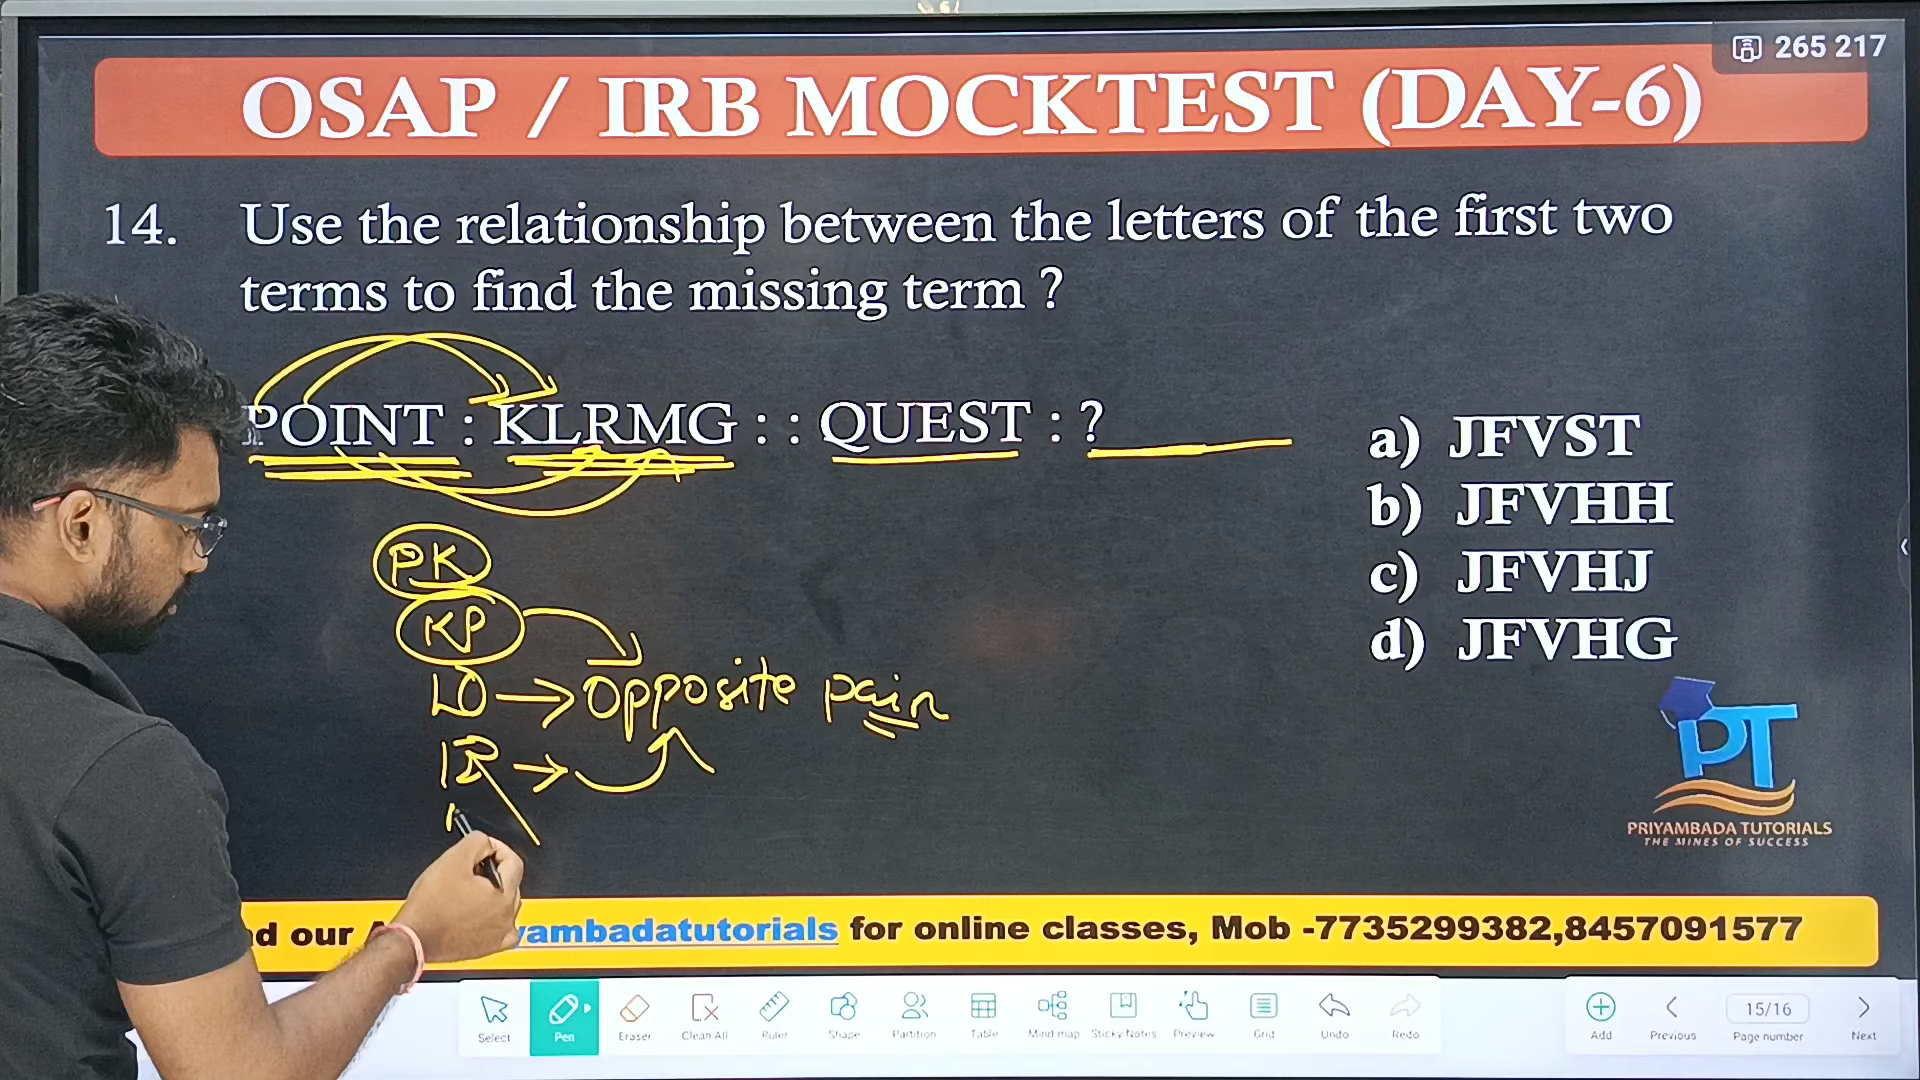 265 217
OSAP / IRB MOCKTEST (DAY-6)
14. Use the relationship between the letters of the first two
terms to find the missing term ?
POINT : KLRMG : : QUEST : ?
a) JFVST
b) JFVHH
c) JFVHJ
d) JFVHG
PK
KP
LO → Opposite pair
IR →
PT
PRIYAMBADA TUTORIALS
THE MINES OF SUCCESS
d our A yambadatutorials for online classes, Mob -7735299382,8457091577
Select Pen Eraser Clean All Ruler Shape Partition Table Mind map Sticky Notes Preview Grid Undo Redo Add Previous 15/16 Page number Next